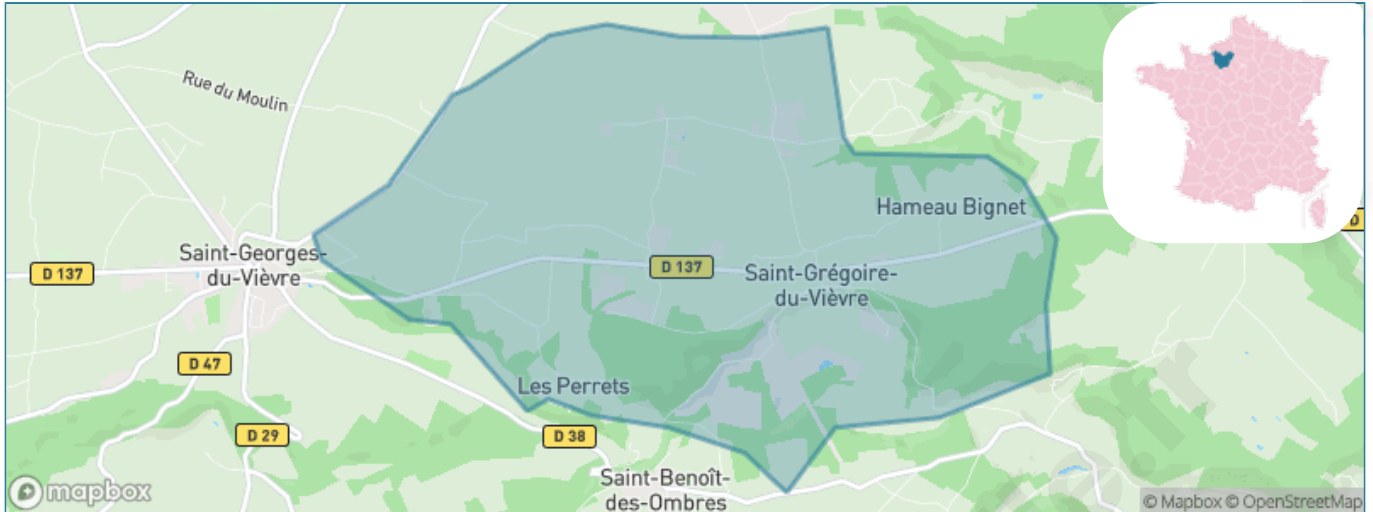 Rue du Moulin
Hameau Bignet
D
Saint-Georges-
du-Vièvre
D 137
D 137
Saint-Grégoire-
du-Vièvre
D 47
Les Perrets
D 29
D 38
Saint-Benoît-
des-Ombres
mapbox
© Mapbox © OpenStreetMap